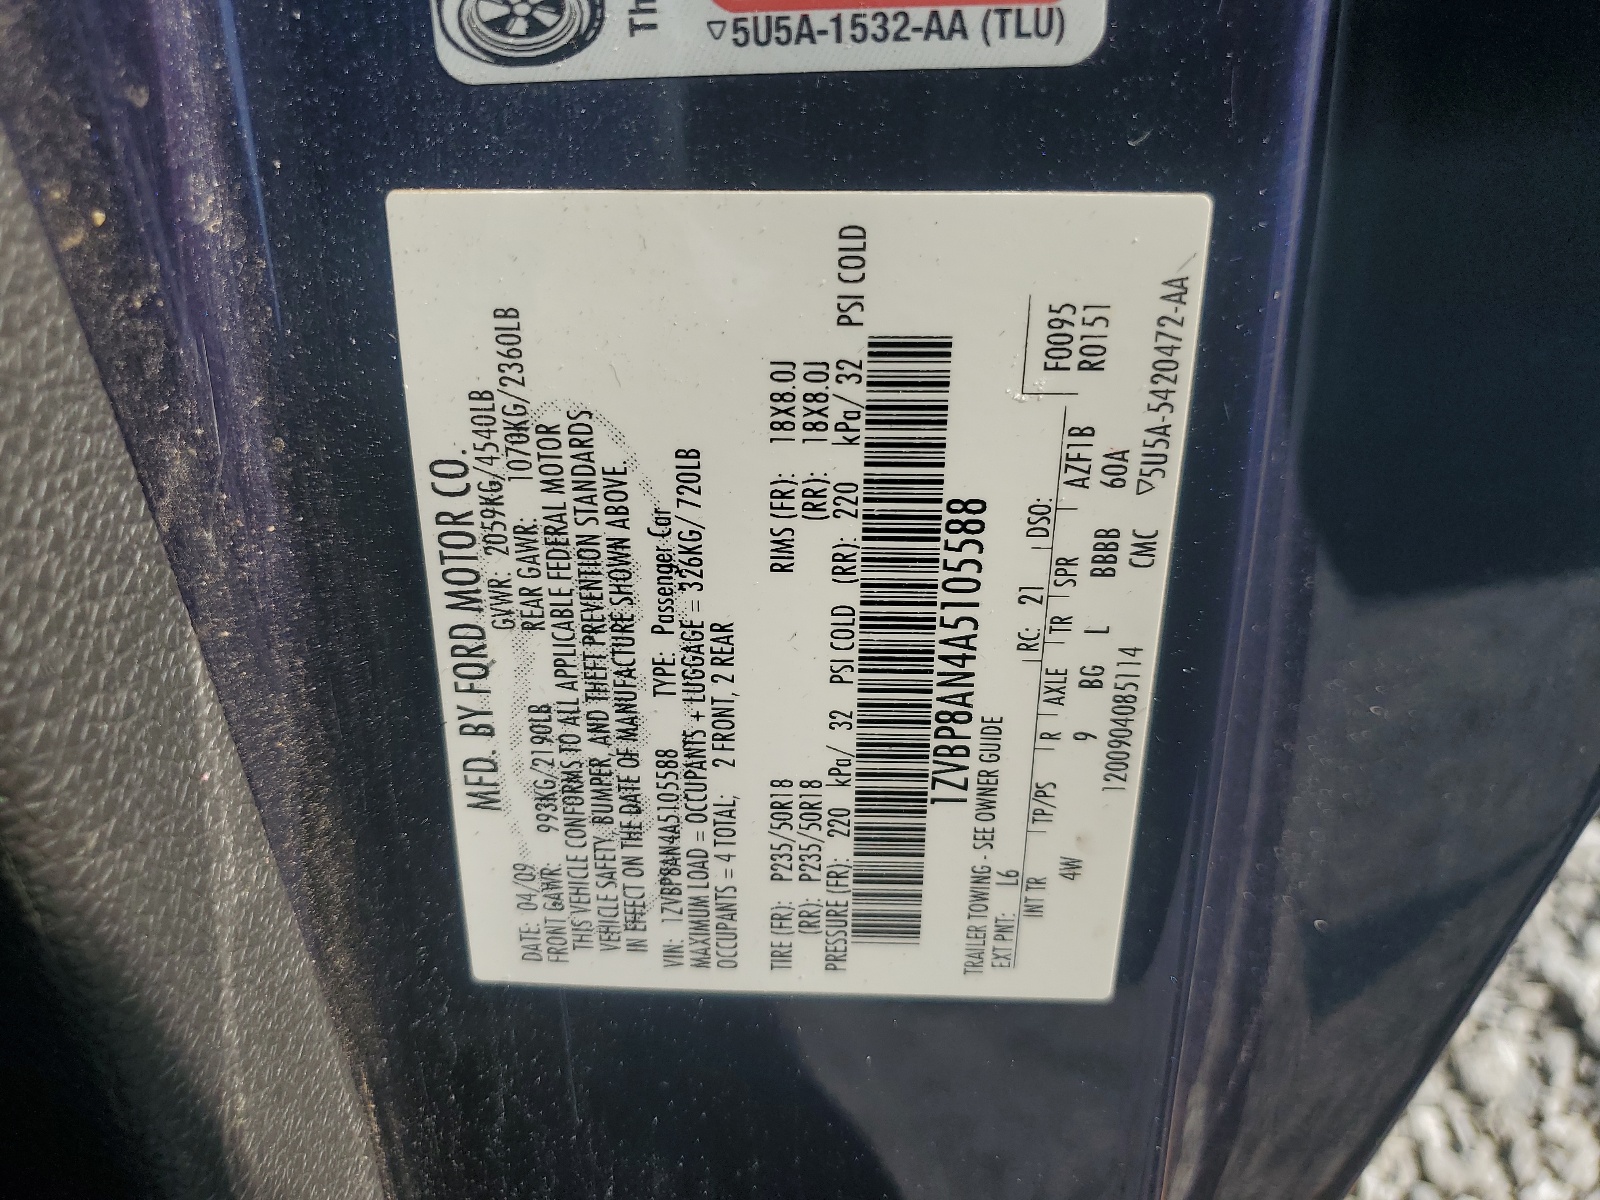 Th
▽5U5A-1532-AA (TLU)
MFD. BY FORD MOTOR CO.
DATE: 04/09 GVWR: 2059KG/4540LB
FRONT GAWR: 993KG/2190LB REAR GAWR: 1070KG/2360LB
THIS VEHICLE CONFORMS TO ALL APPLICABLE FEDERAL MOTOR
VEHICLE SAFETY, BUMPER, AND THEFT PREVENTION STANDARDS
IN EFFECT ON THE DATE OF MANUFACTURE SHOWN ABOVE.
VIN: 1ZVBP8AN4A5105588 TYPE: Passenger Car
MAXIMUM LOAD = OCCUPANTS + LUGGAGE = 326KG/720LB
OCCUPANTS = 4 TOTAL, 2 FRONT, 2 REAR
TIRE (FR): P235/50R18 RIMS (FR): 18X8.0J
(RR): P235/50R18 (RR): 18X8.0J
PRESSURE (FR): 220 kPa/ 32 PSI COLD (RR): 220 kPa/ 32 PSI COLD
1ZVBP8AN4A5105588
TRAILER TOWING - SEE OWNER GUIDE
EXT PNT: L6 RC: 21 DSO:
INT TR TP/PS R AXLE TR SPR AZF1B F0095
4W 9 BG L BBBB 60A R0151
120090408S114 CMC ▽5U5A-5420472-AA